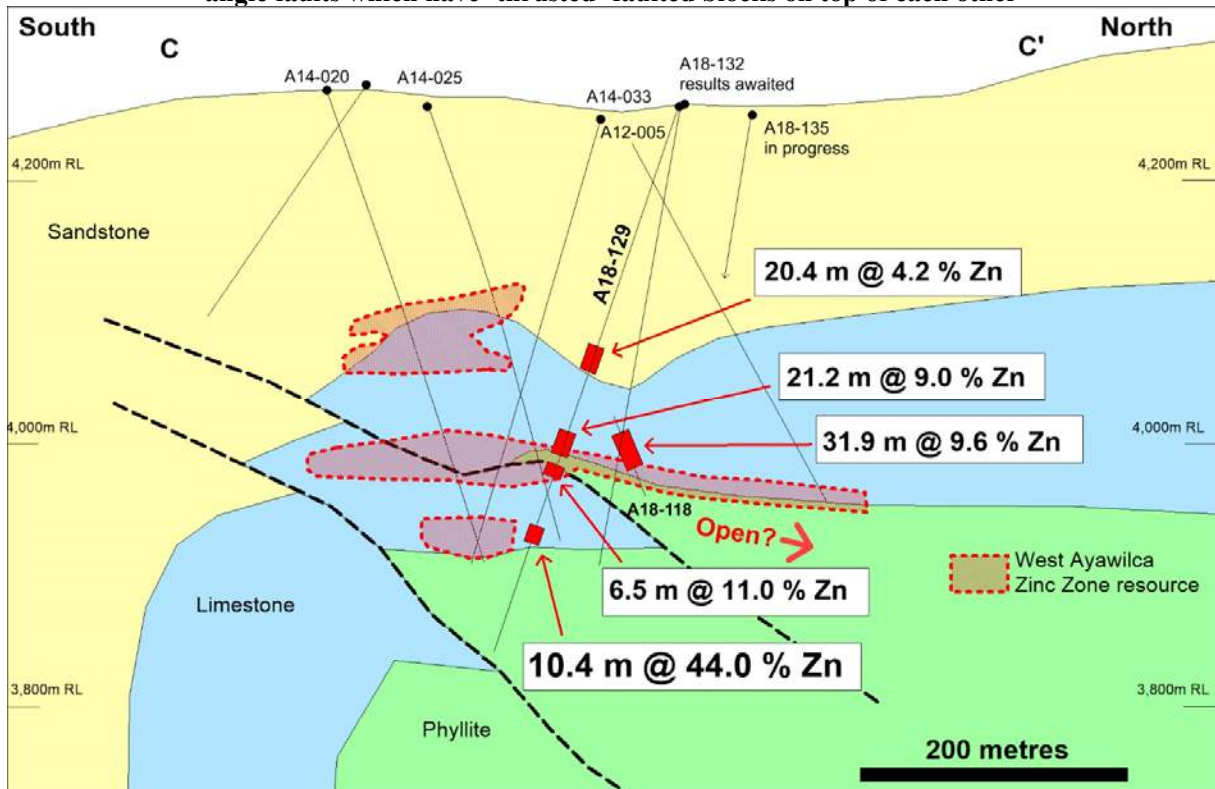 angle faults which have ‘thrusted’ faulted blocks on top of each other
South
North
C
C'
A14-020
A14-025
A14-033
A12-005
A18-132
results awaited
A18-135
in progress
4,200m RL
4,200m RL
Sandstone
A18-129
20.4 m @ 4.2 % Zn
21.2 m @ 9.0 % Zn
4,000m RL
4,000m RL
31.9 m @ 9.6 % Zn
A18-118
Open?
West Ayawilca
Zinc Zone resource
6.5 m @ 11.0 % Zn
Limestone
10.4 m @ 44.0 % Zn
3,800m RL
3,800m RL
Phyllite
200 metres